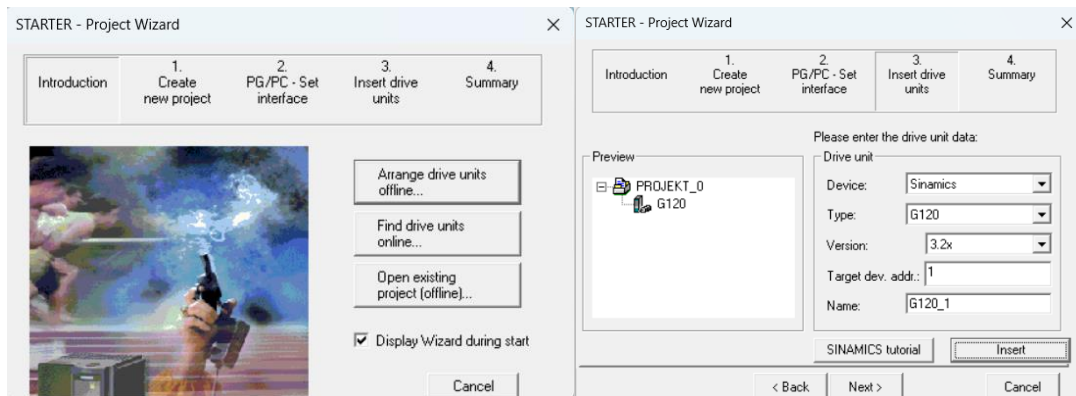 STARTER - Project Wizard
Introduction
1.
Create
new project
2.
PG/PC - Set
interface
3.
Insert drive
units
4.
Summary
Arrange drive units
offline...
Find drive units
online...
Open existing
project (offline)...
Display Wizard during start
Cancel
STARTER - Project Wizard
Introduction
1.
Create
new project
2.
PG/PC - Set
interface
3.
Insert drive
units
4.
Summary
Please enter the drive unit data:
Preview
PROJEKT_0
G120
Drive unit
Device: Sinamics
Type: G120
Version: 3.2x
Target dev. addr.: 1
Name: G120_1
SINAMICS tutorial
Insert
< Back
Next >
Cancel